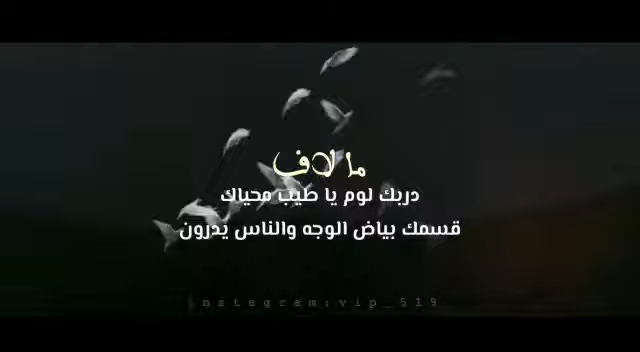 ما لاف
دربك لوم يا طيب محياك
قسمك بياض الوجه والناس يدرون
instagram:vip_519